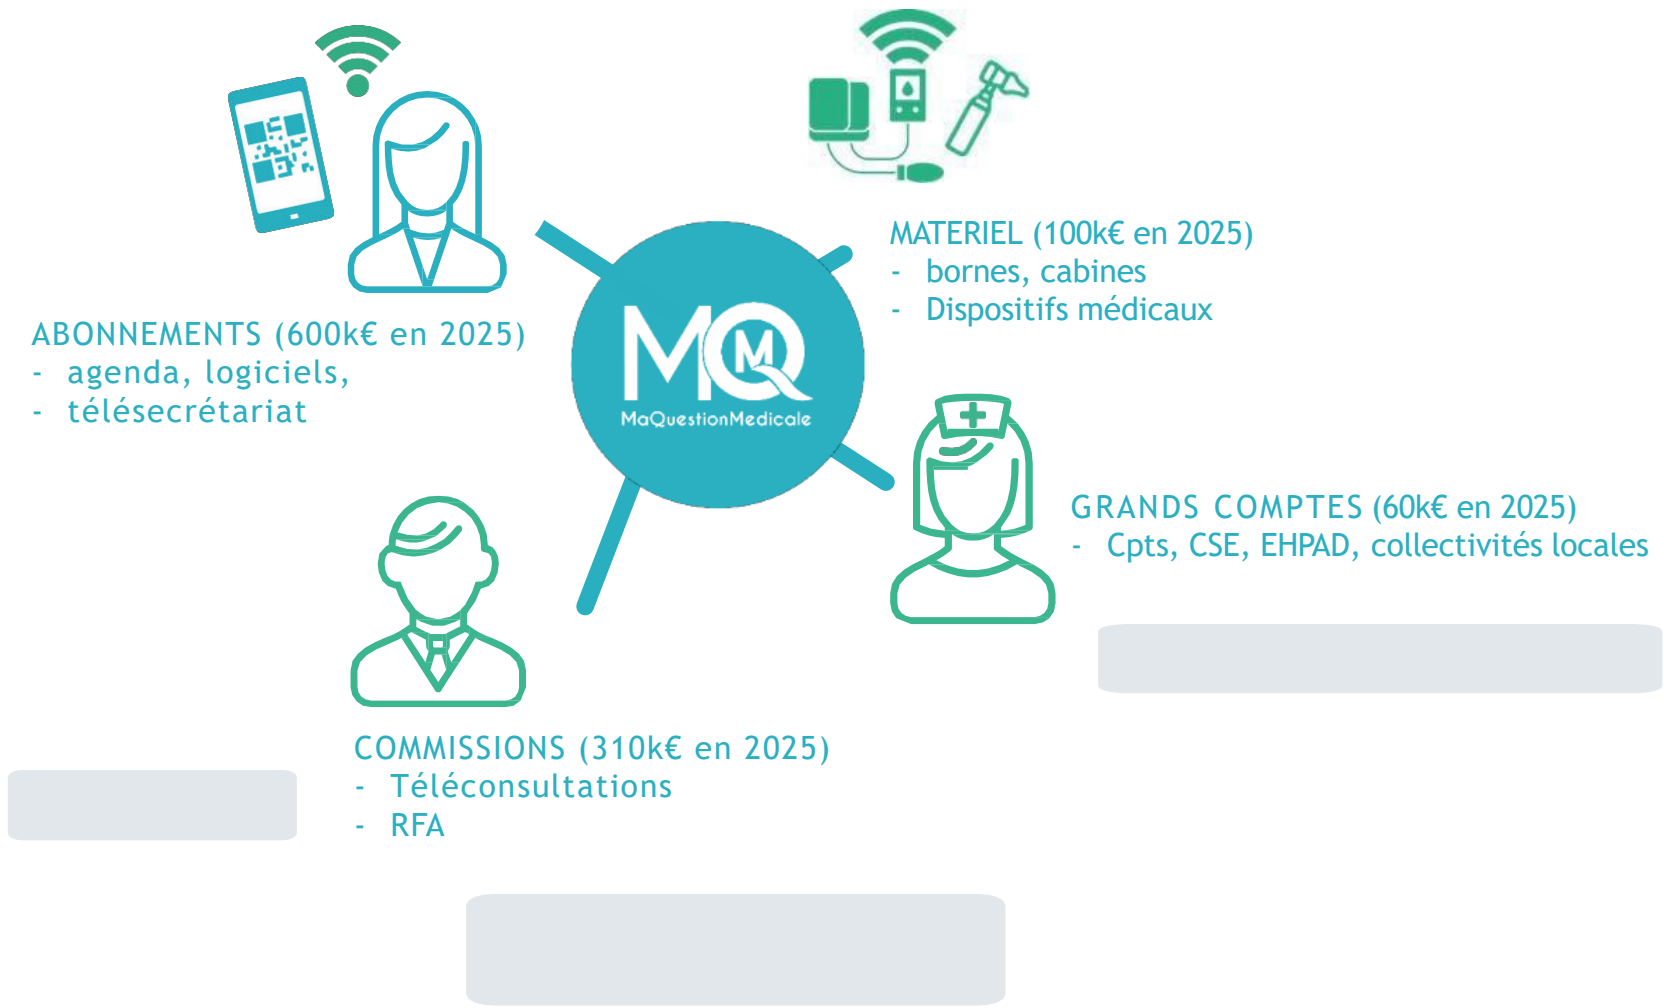 ABONNEMENTS (600k€ en 2025)
- agenda, logiciels,
- télésecrétariat
MQ
M
MaQuestionMedicale
MATERIEL (100k€ en 2025)
- bornes, cabines
- Dispositifs médicaux
GRANDS COMPTES (60k€ en 2025)
- Cpts, CSE, EHPAD, collectivités locales
COMMISSIONS (310k€ en 2025)
- Téléconsultations
- RFA